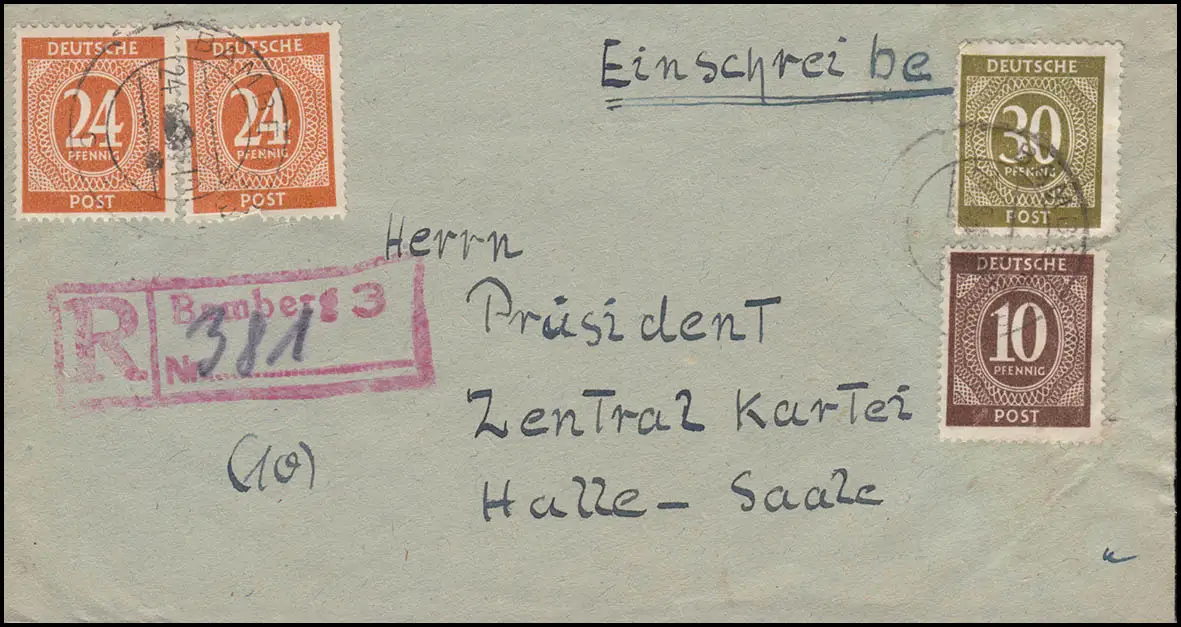 DEUTSCHE
24
PFENNIG
POST
DEUTSCHE
24
PFENNIG
POST
Einschreibe
DEUTSCHE
30
PFENNIG
POST
Herrn
R Bamberg 3
Nr. 381
Präsident
DEUTSCHE
10
PFENNIG
POST
Zentral Kartei
(10)
Halle - Saale